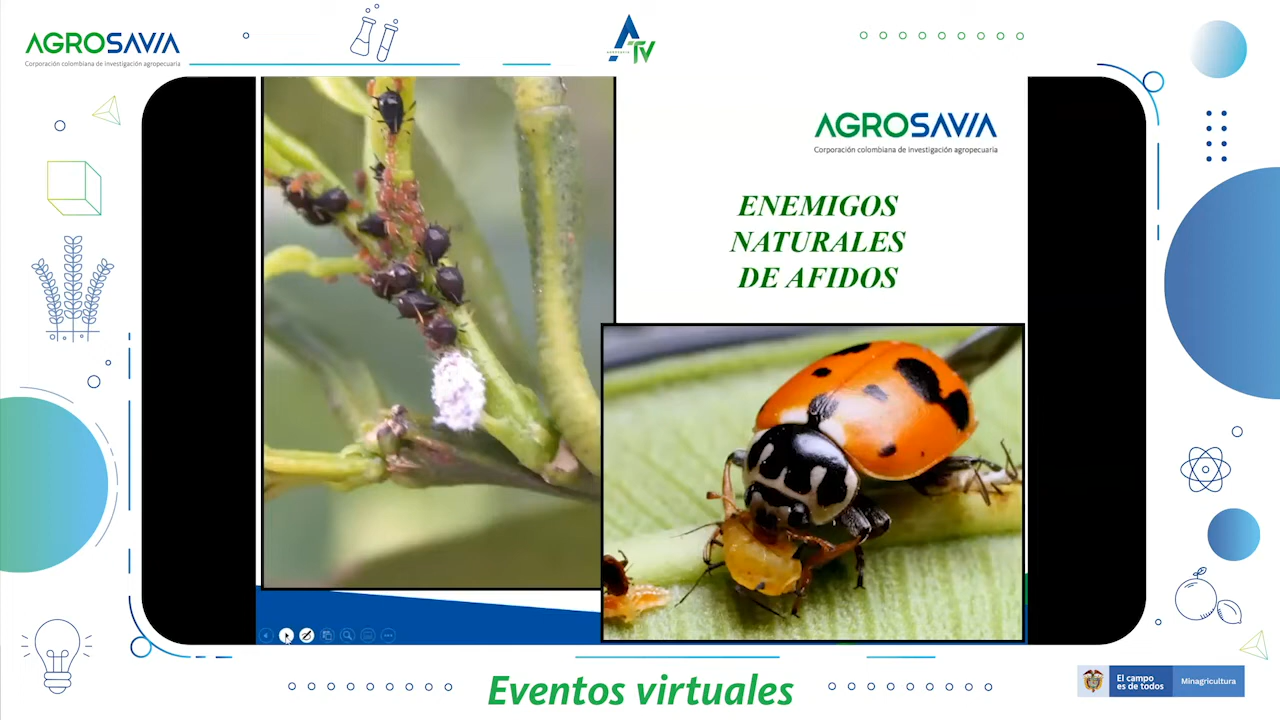 AGROSAVIA
Corporación colombiana de investigación agropecuaria
ATV
AGROSAVIA
Corporación colombiana de investigación agropecuaria
ENEMIGOS
NATURALES
DE AFIDOS
Eventos virtuales
El campo
es de todos
Minagricultura